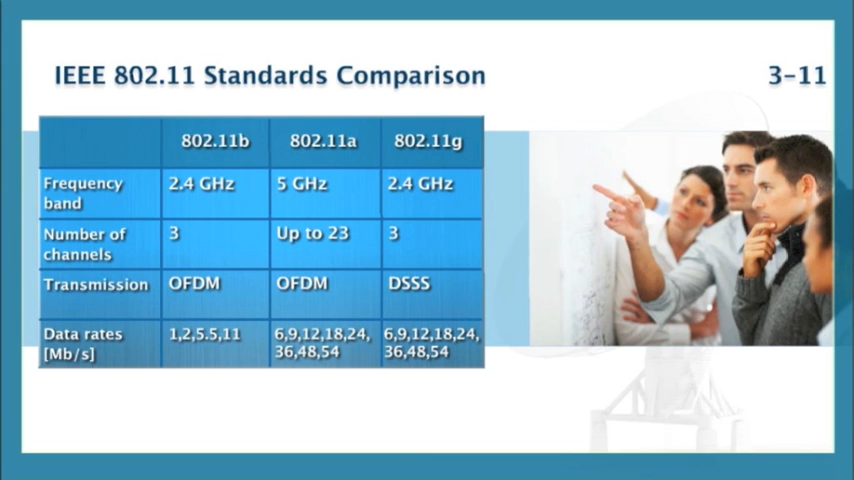 IEEE 802.11 Standards Comparison 3-11
802.11b 802.11a 802.11g
Frequency band 2.4 GHz 5 GHz 2.4 GHz
Number of channels 3 Up to 23 3
Transmission OFDM OFDM DSSS
Data rates [Mb/s] 1,2,5.5,11 6,9,12,18,24,36,48,54 6,9,12,18,24,36,48,54